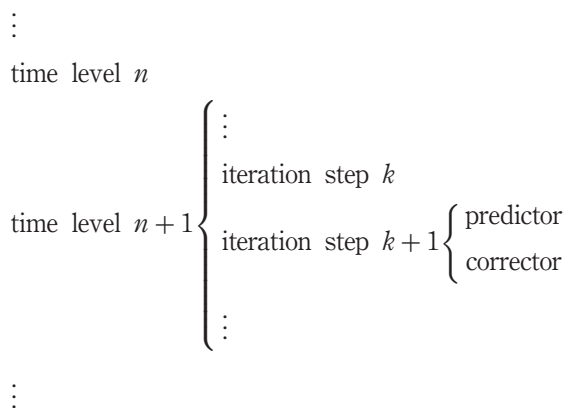 ⋮
time level n
time level n + 1 { ⋮
iteration step k
iteration step k + 1 { predictor
corrector
⋮
⋮